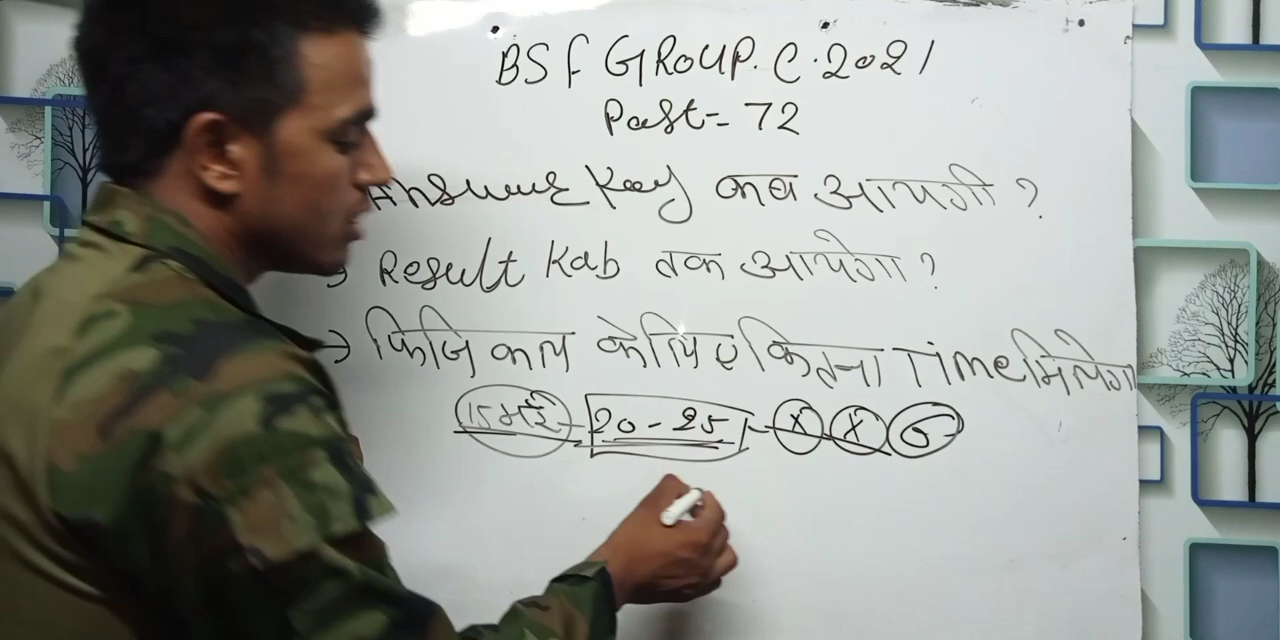 BSF GROUP. C. 2021
Post - 72
Answer Key कब आयगी ?
→ Result Kab तक आयेगा ?
→ फिजिकल के लिए कितना Time मिलेगा
15 मई - 20 - 25 - X X 6